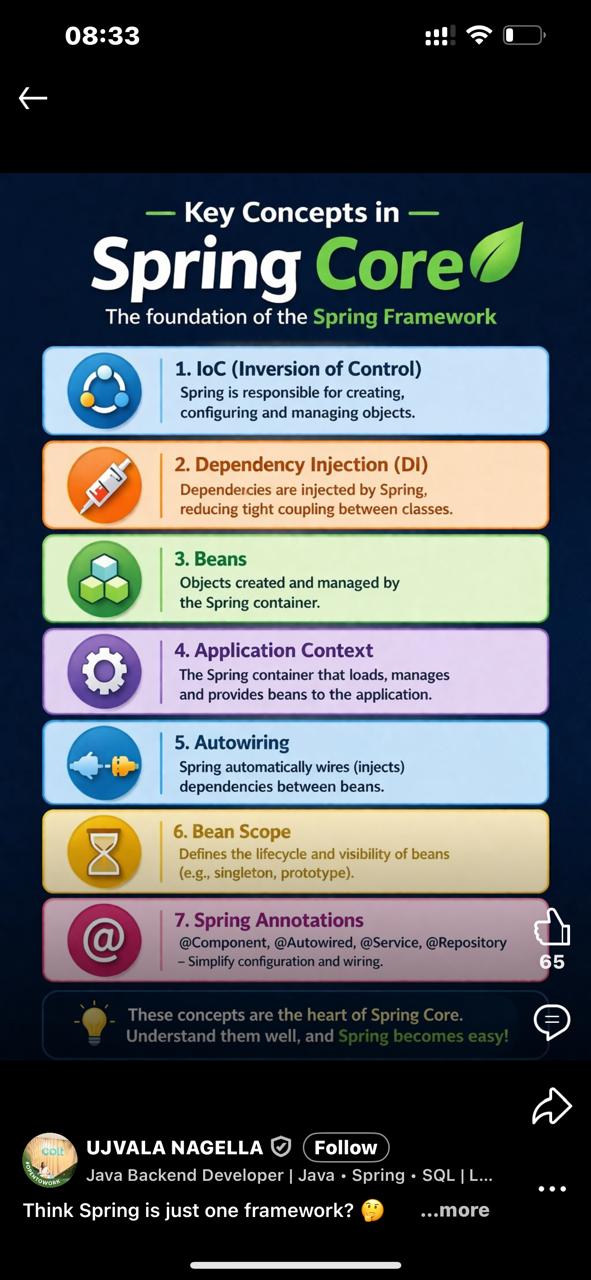 08:33
Key Concepts in
Spring Core
The foundation of the Spring Framework
1. IoC (Inversion of Control)
Spring is responsible for creating,
configuring and managing objects.
2. Dependency Injection (DI)
Dependencies are injected by Spring,
reducing tight coupling between classes.
3. Beans
Objects created and managed by
the Spring container.
4. Application Context
The Spring container that loads, manages
and provides beans to the application.
5. Autowiring
Spring automatically wires (injects)
dependencies between beans.
6. Bean Scope
Defines the lifecycle and visibility of beans
(e.g., singleton, prototype).
@
7. Spring Annotations
@Component, @Autowired, @Service, @Repository
– Simplify configuration and wiring.
65
These concepts are the heart of Spring Core.
Understand them well, and Spring becomes easy!
colt
#OPENTOWORK
UJVALA NAGELLA Follow
Java Backend Developer | Java • Spring • SQL | L...
Think Spring is just one framework? 🤔 ...more